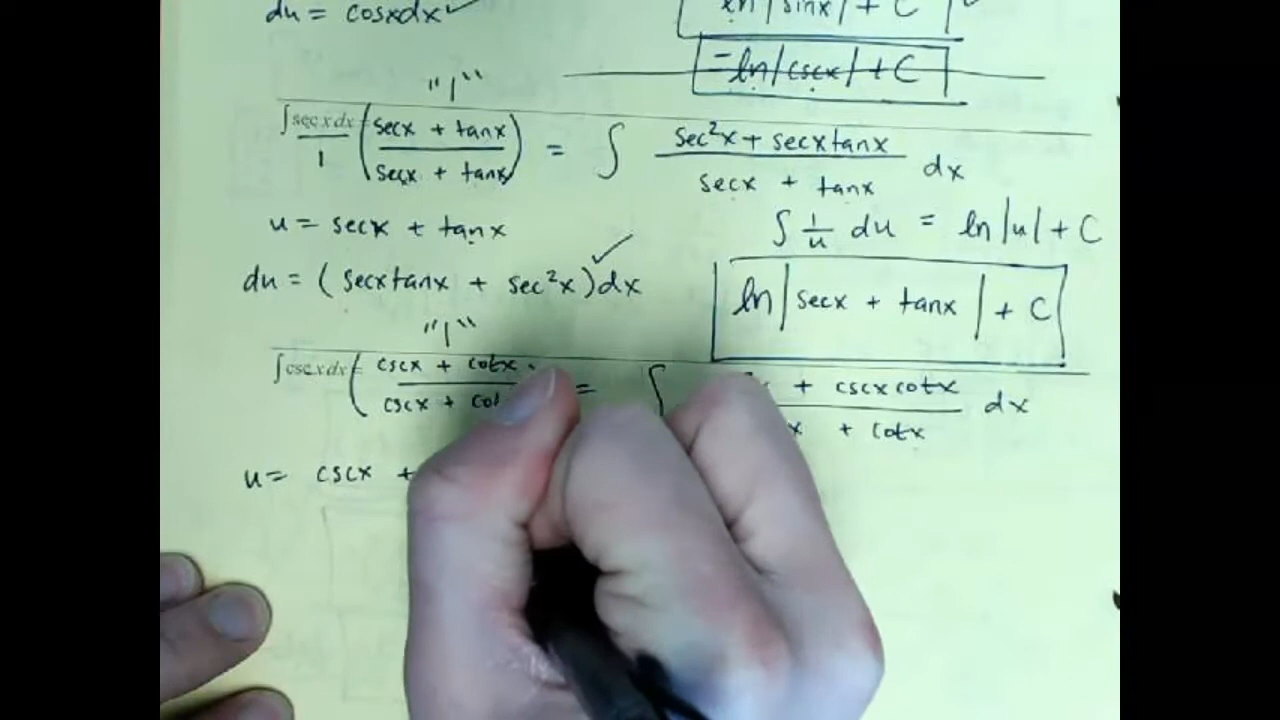 du = cosxdx ✓
ln|sinx| + C
= -ln|cscx| + C
"1"
∫sec x dx / 1 (secx + tanx / secx + tanx) = ∫ sec²x + secxtanx / secx + tanx dx
u = secx + tanx
∫ 1/u du = ln|u| + C
du = (secxtanx + sec²x)dx ✓
ln|secx + tanx| + C
"1"
∫csc x dx = (cscx + cotx / cscx + cot = ∫ + cscxcotx / x + cotx dx
u = cscx +